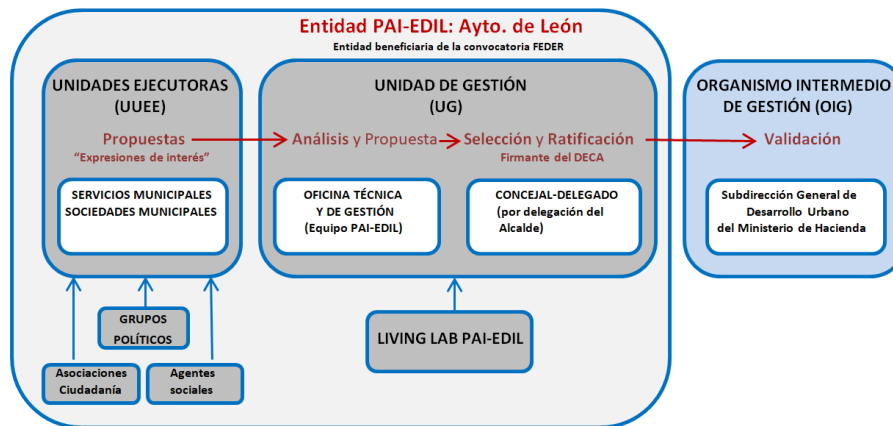 Entidad PAI-EDIL: Ayto. de León
Entidad beneficiaria de la convocatoria FEDER
UNIDADES EJECUTORAS
(UUEE)
Propuestas
“Expresiones de interés”
SERVICIOS MUNICIPALES
SOCIEDADES MUNICIPALES
UNIDAD DE GESTIÓN
(UG)
Análisis y Propuesta
Selección y Ratificación
Firmante del DECA
OFICINA TÉCNICA
Y DE GESTIÓN
(Equipo PAI-EDIL)
CONCEJAL-DELEGADO
(por delegación del
Alcalde)
ORGANISMO INTERMEDIO
DE GESTIÓN (OIG)
Validación
Subdirección General de
Desarrollo Urbano
del Ministerio de Hacienda
GRUPOS
POLÍTICOS
Asociaciones
Ciudadanía
Agentes
sociales
LIVING LAB PAI-EDIL